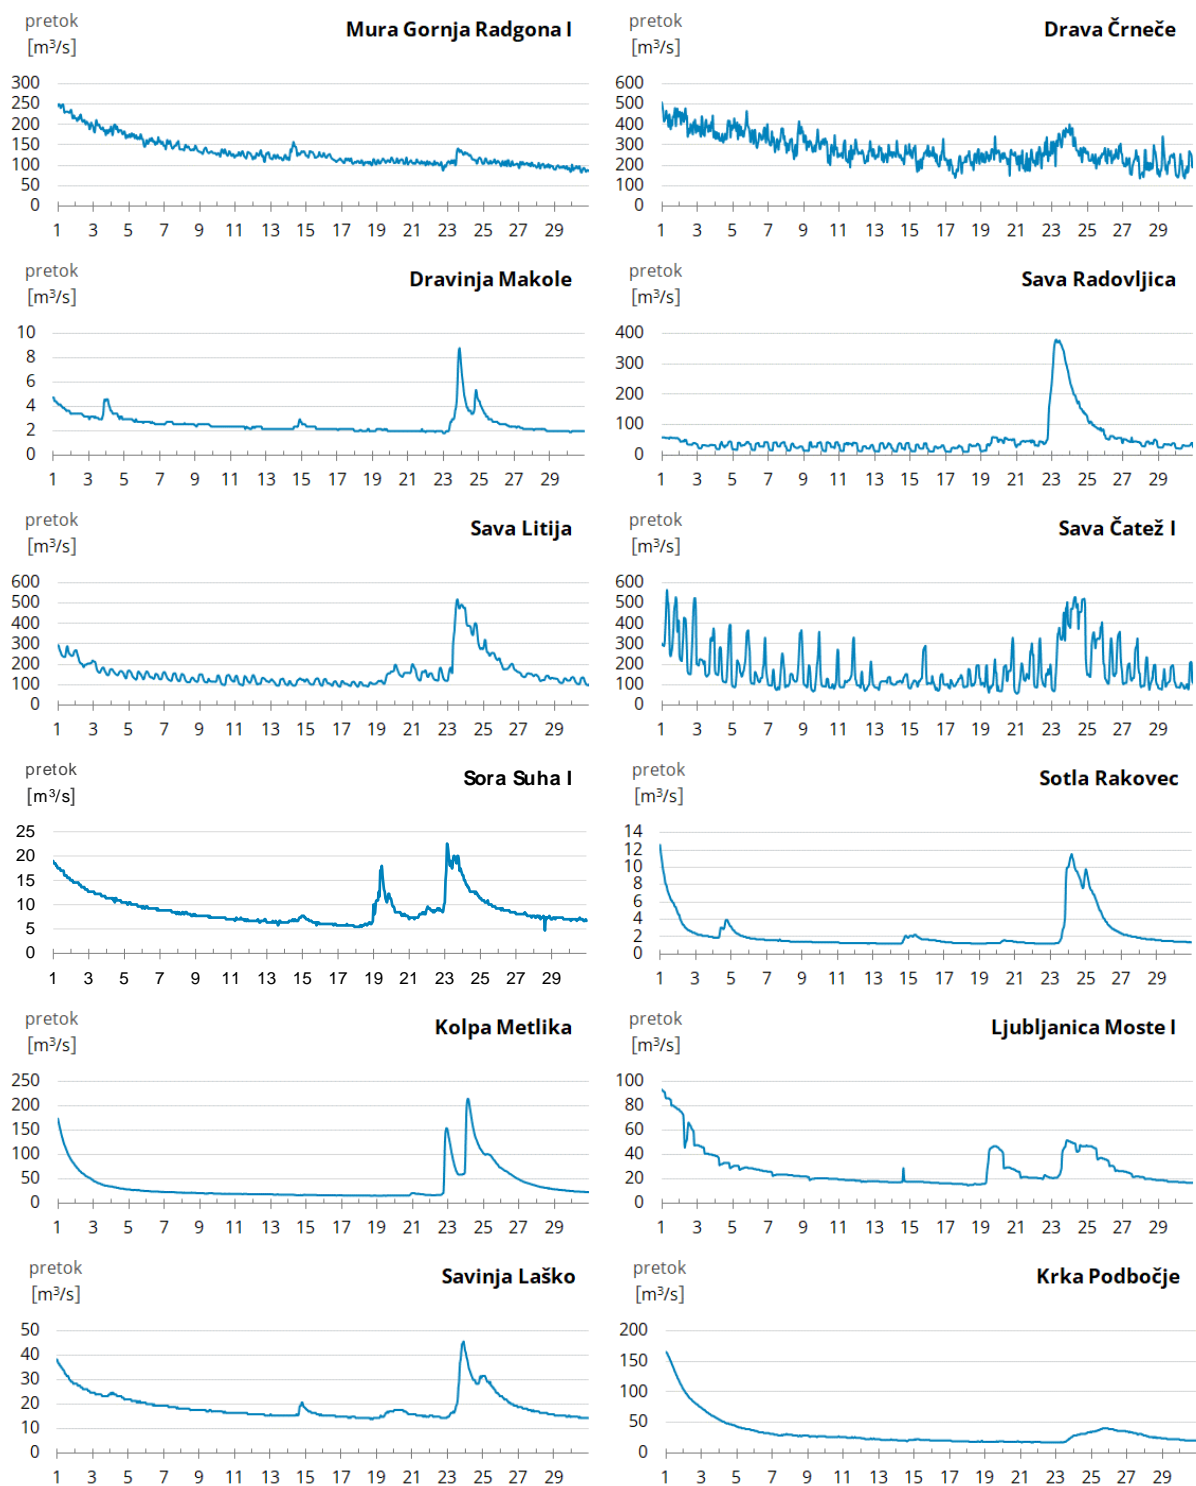 pretok
[m³/s]
Mura Gornja Radgona I
300
250
200
150
100
50
0
1 3 5 7 9 11 13 15 17 19 21 23 25 27 29
pretok
[m³/s]
Drava Črneče
600
500
400
300
200
100
0
1 3 5 7 9 11 13 15 17 19 21 23 25 27 29
pretok
[m³/s]
Dravinja Makole
10
8
6
4
2
0
1 3 5 7 9 11 13 15 17 19 21 23 25 27 29
pretok
[m³/s]
Sava Radovljica
400
300
200
100
0
1 3 5 7 9 11 13 15 17 19 21 23 25 27 29
pretok
[m³/s]
Sava Litija
600
500
400
300
200
100
0
1 3 5 7 9 11 13 15 17 19 21 23 25 27 29
pretok
[m³/s]
Sava Čatež I
600
500
400
300
200
100
0
1 3 5 7 9 11 13 15 17 19 21 23 25 27 29
pretok
[m³/s]
Sora Suha I
25
20
15
10
5
0
1 3 5 7 9 11 13 15 17 19 21 23 25 27 29
pretok
[m³/s]
Sotla Rakovec
14
12
10
8
6
4
2
0
1 3 5 7 9 11 13 15 17 19 21 23 25 27 29
pretok
[m³/s]
Kolpa Metlika
250
200
150
100
50
0
1 3 5 7 9 11 13 15 17 19 21 23 25 27 29
pretok
[m³/s]
Ljubljanica Moste I
100
80
60
40
20
0
1 3 5 7 9 11 13 15 17 19 21 23 25 27 29
pretok
[m³/s]
Savinja Laško
50
40
30
20
10
0
1 3 5 7 9 11 13 15 17 19 21 23 25 27 29
pretok
[m³/s]
Krka Podbočje
200
150
100
50
0
1 3 5 7 9 11 13 15 17 19 21 23 25 27 29